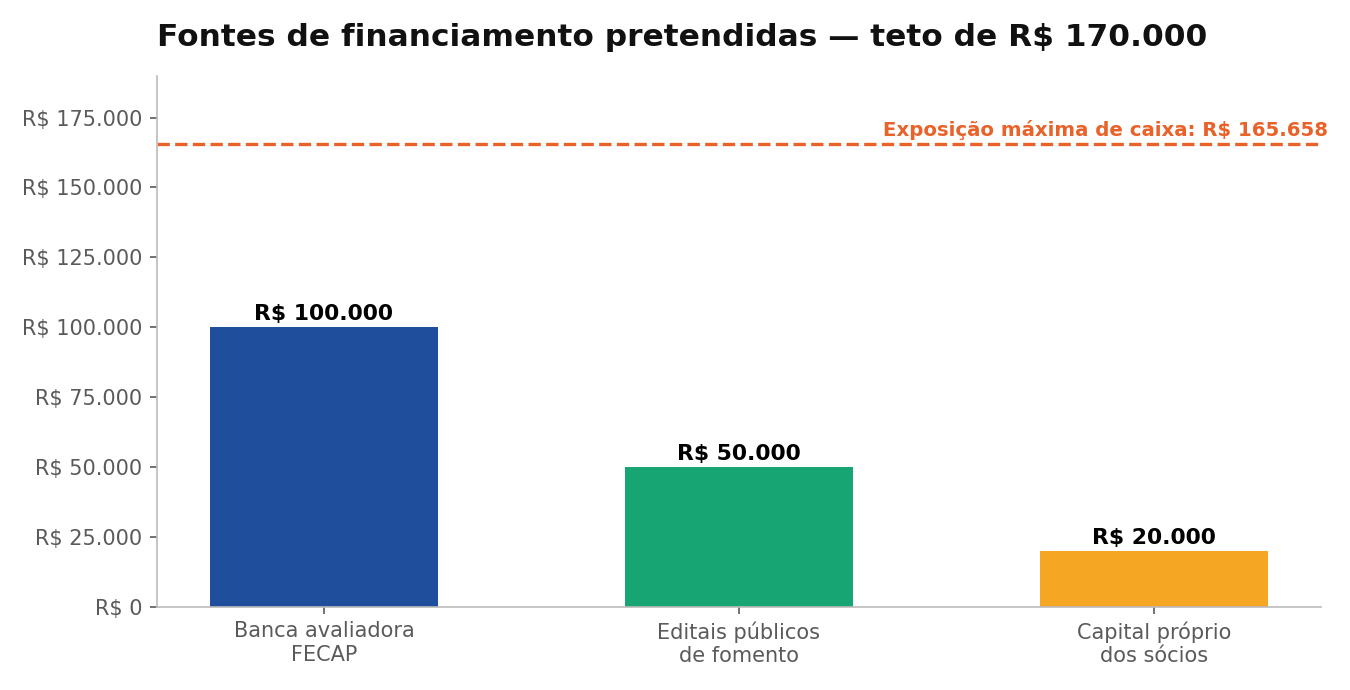 Fontes de financiamento pretendidas — teto de R$ 170.000
R$ 175.000
Exposição máxima de caixa: R$ 165.658
R$ 150.000
R$ 125.000
R$ 100.000
R$ 75.000
R$ 50.000
R$ 25.000
R$ 0
R$ 100.000
R$ 50.000
R$ 20.000
Banca avaliadora
FECAP
Editais públicos
de fomento
Capital próprio
dos sócios